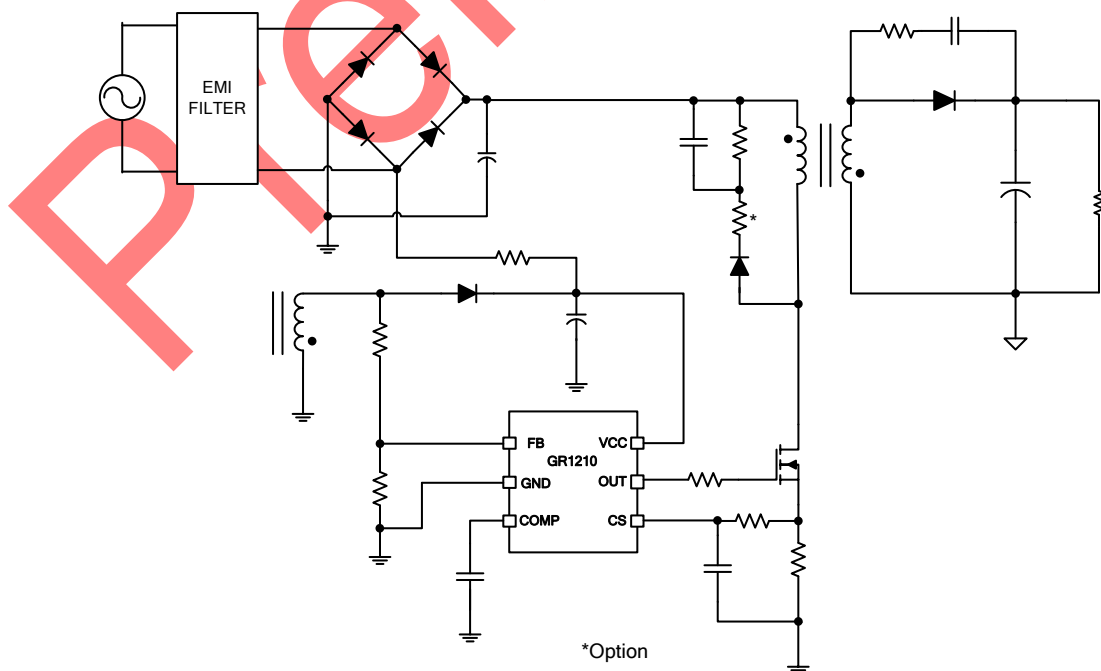 EMI
FILTER
*
FB
VCC
GR1210
GND
OUT
COMP
CS
*Option